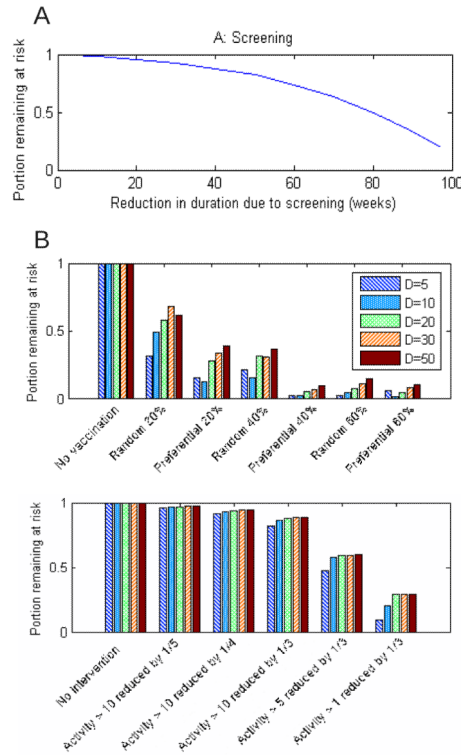 A
A: Screening
Portion remaining at risk
1
0.5
0
0 20 40 60 80 100
Reduction in duration due to screening (weeks)
B
Portion remaining at risk
1
0.5
0
D=5
D=10
D=20
D=30
D=50
No vaccination
Random 20%
Preferential 20%
Random 40%
Preferential 40%
Random 60%
Preferential 60%
Portion remaining at risk
1
0.5
0
No intervention
Activity > 10 reduced by 1/5
Activity > 10 reduced by 1/4
Activity > 10 reduced by 1/3
Activity > 5 reduced by 1/3
Activity > 1 reduced by 1/3